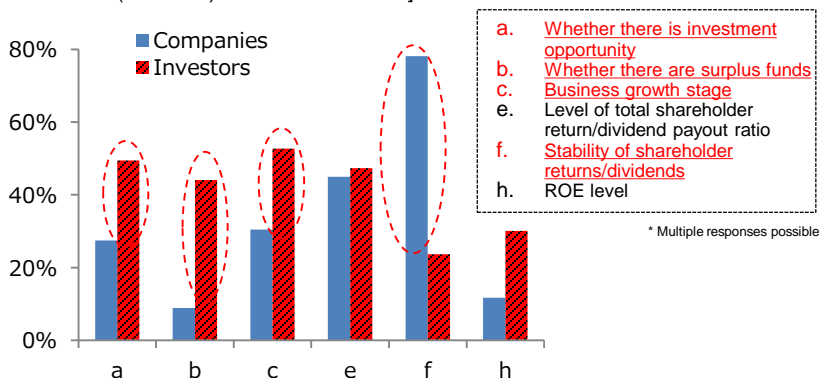 80%
60%
40%
20%
0%
Companies
Investors
a b c e f h
a. Whether there is investment
opportunity
b. Whether there are surplus funds
c. Business growth stage
e. Level of total shareholder
return/dividend payout ratio
f. Stability of shareholder
returns/dividends
h. ROE level
* Multiple responses possible